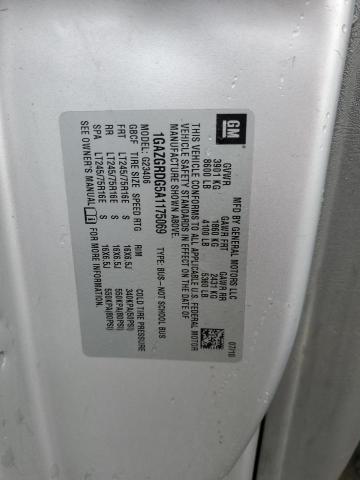 GM
MFD BY GENERAL MOTORS LLC
07/10
GVWR GAWR FRT GAWR RR
3901 KG 1860 KG 2431 KG
8600 LB 4100 LB 5360 LB
THIS VEHICLE CONFORMS TO ALL APPLICABLE U.S. FEDERAL MOTOR
VEHICLE SAFETY STANDARDS IN EFFECT ON THE DATE OF
MANUFACTURE SHOWN ABOVE.
1GAZGRDG5A1175069 TYPE: BUS-NOT SCHOOL BUS
MODEL: G23406
GBCF TIRE SIZE SPEED RTG RIM COLD TIRE PRESSURE
FRT LT245/75R16E S 16X6.5J 340KPA(50PSI)
RR LT245/75R16E S 16X6.5J 550KPA(80PSI)
SPA LT245/75R16E S 16X6.5J 550KPA(80PSI)
SEE OWNER'S MANUAL